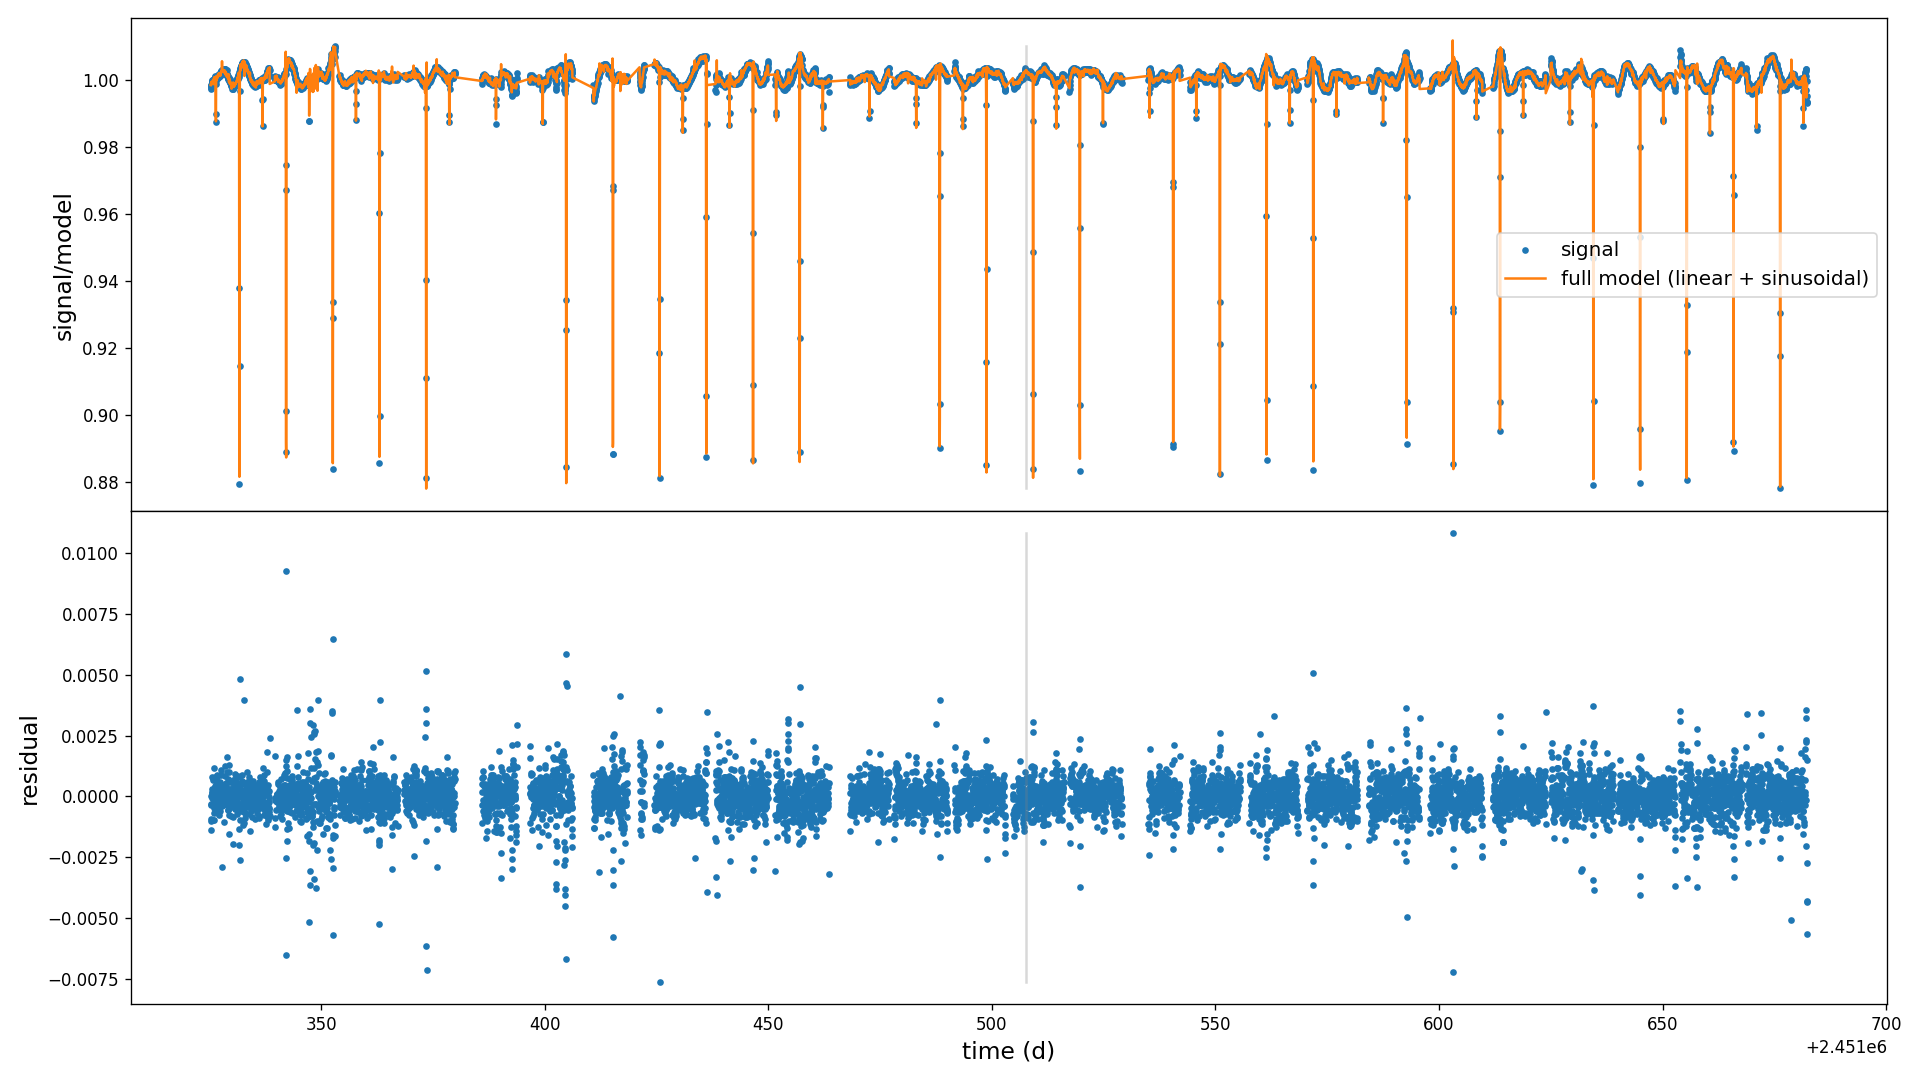 1.00
0.98
0.96
0.94
0.92
0.90
0.88
signal/model
signal
full model (linear + sinusoidal)
0.0100
0.0075
0.0050
0.0025
0.0000
−0.0025
−0.0050
−0.0075
residual
350 400 450 500 550 600 650 700
time (d)
+2.451e6